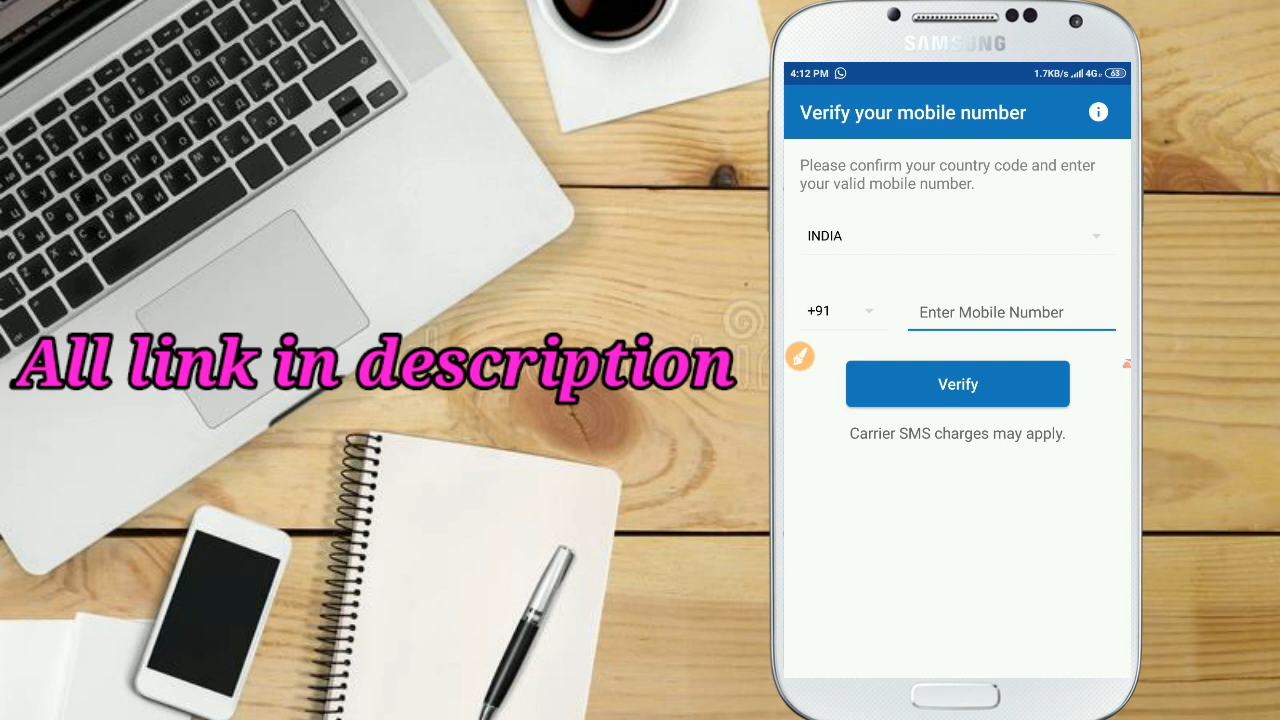 All link in description
SAMSUNG
4:12 PM
1.7KB/s 4G 63
Verify your mobile number
Please confirm your country code and enter
your valid mobile number.
INDIA
+91
Enter Mobile Number
Verify
Carrier SMS charges may apply.